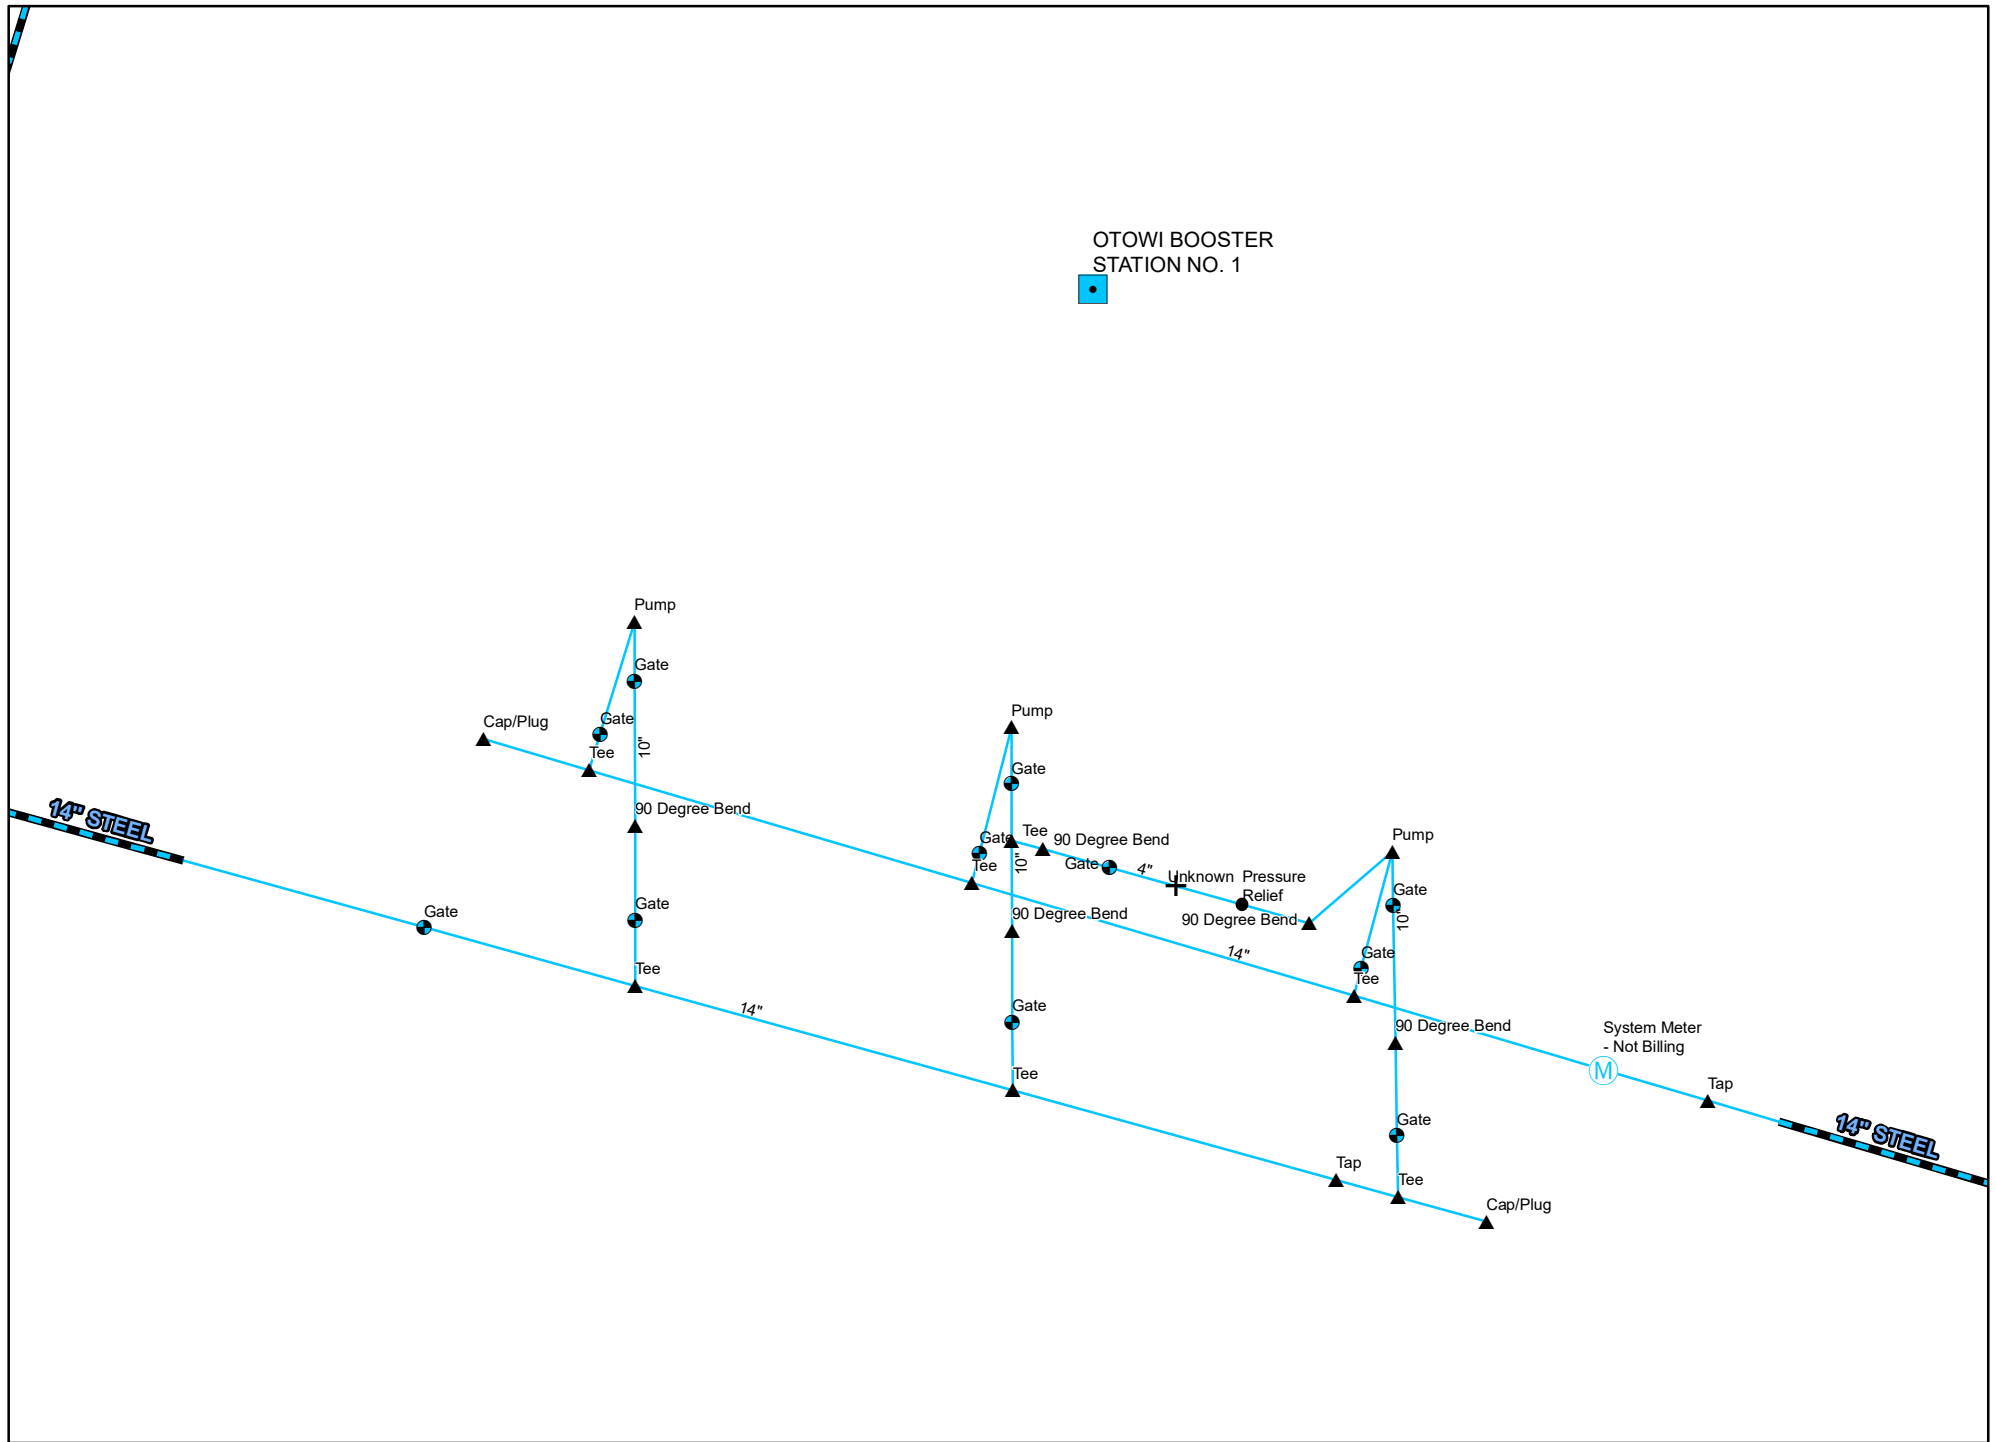 OTOWI BOOSTER
STATION NO. 1
Pump
Gate
Gate
Cap/Plug
Tee
10"
90 Degree Bend
14" STEEL
Gate
Gate
Tee
14"
Pump
Gate
Gate
Tee
Tee
10"
90 Degree Bend
Gate
4"
Unknown
Pressure
Relief
90 Degree Bend
90 Degree Bend
14"
Gate
Tee
Pump
Gate
10"
Gate
Tee
90 Degree Bend
Gate
Tap
Tee
Cap/Plug
System Meter
- Not Billing
M
Tap
14" STEEL